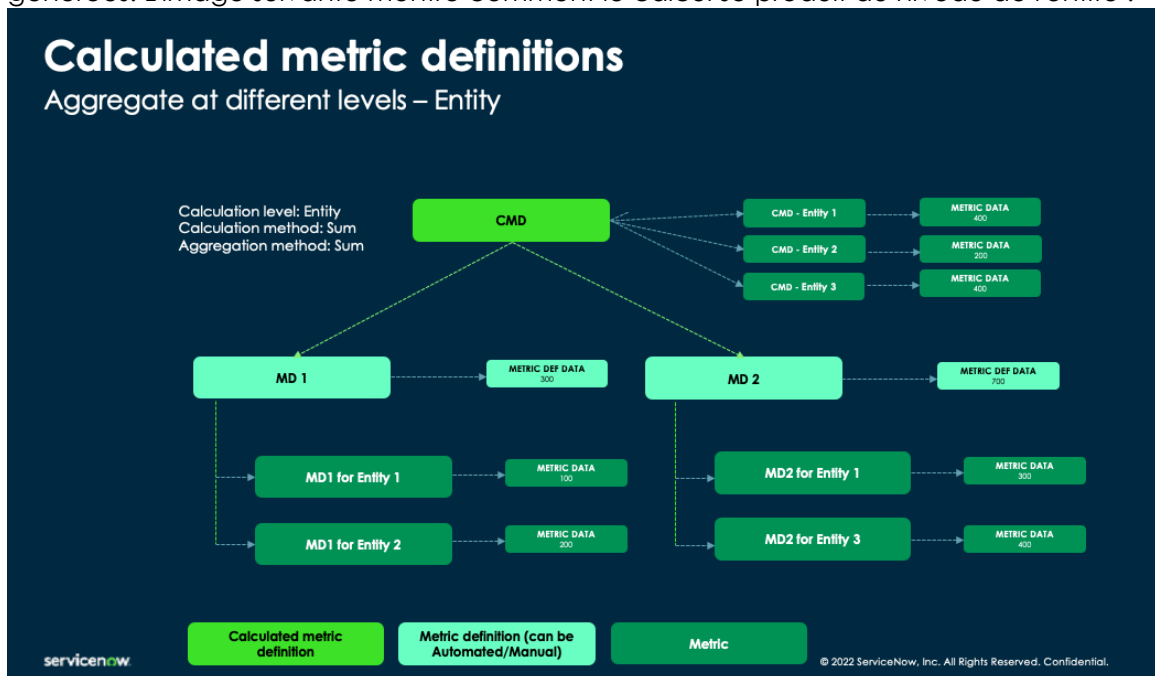 Calculated metric definitions
Aggregate at different levels – Entity
Calculation level: Entity
Calculation method: Sum
Aggregation method: Sum
CMD
CMD - Entity 1
METRIC DATA
400
CMD - Entity 2
METRIC DATA
200
CMD - Entity 3
METRIC DATA
400
MD 1
METRIC DEF DATA
300
MD 2
METRIC DEF DATA
700
MD1 for Entity 1
METRIC DATA
100
MD2 for Entity 1
METRIC DATA
300
MD1 for Entity 2
METRIC DATA
200
MD2 for Entity 3
METRIC DATA
400
Calculated metric
definition
Metric definition (can be
Automated/Manual)
Metric
servicenow
© 2022 ServiceNow, Inc. All Rights Reserved. Confidential.